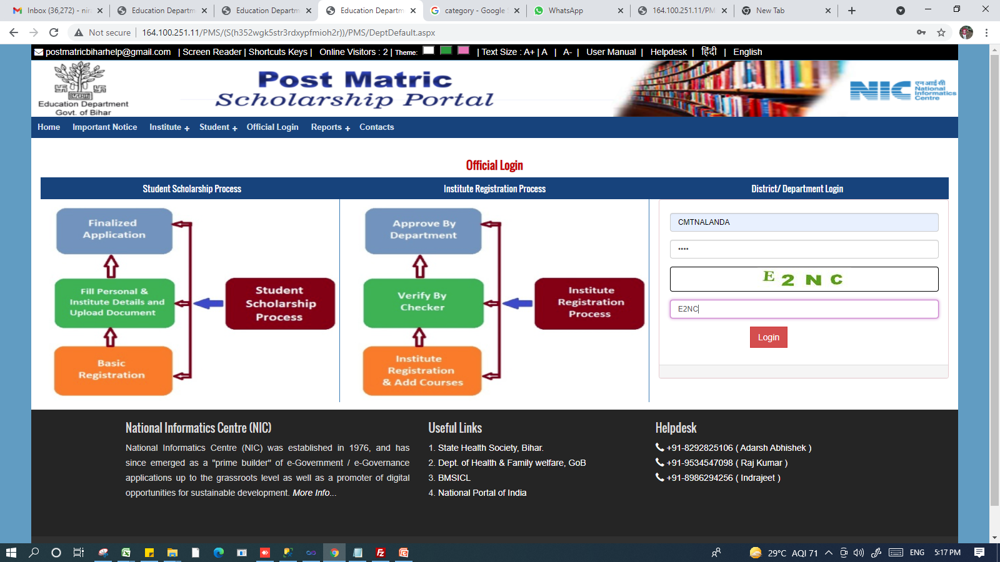 Inbox (36,272) - nir
Education Departm
Education Departm
Education Departm
category - Google
WhatsApp
164.100.251.11/PM
New Tab
Not secure
164.100.251.11/PMS/(S(h352wgk5str3rdxypfmioh2r))/PMS/DeptDefault.aspx
postmatricbiharhelp@gmail.com | Screen Reader | Shortcuts Keys | Online Visitors : 2 | Theme: | Text Size : A+ | A | A- | User Manual | Helpdesk | हिंदी | English
Education Department
Govt. of Bihar
Post Matric
Scholarship Portal
NIC
एन आई सी
National
Informatics
Centre
Home Important Notice Institute + Student + Official Login Reports + Contacts
Official Login
Student Scholarship Process
Institute Registration Process
District/ Department Login
Finalized
Application
Fill Personal &
Institute Details and
Upload Document
Basic
Registration
Student
Scholarship
Process
Approve By
Department
Verify By
Checker
Institute
Registration
& Add Courses
Institute
Registration
Process
CMTNALANDA
••••
E 2 N C
E2NC
Login
National Informatics Centre (NIC)
National Informatics Centre (NIC) was established in 1976, and has
since emerged as a "prime builder" of e-Government / e-Governance
applications up to the grassroots level as well as a promoter of digital
opportunities for sustainable development. More Info...
Useful Links
1. State Health Society, Bihar.
2. Dept. of Health & Family welfare, GoB
3. BMSICL
4. National Portal of India
Helpdesk
+91-8292825106 ( Adarsh Abhishek )
+91-9534547098 ( Raj Kumar )
+91-8986294256 ( Indrajeet )
29°C AQI 71
ENG
5:17 PM